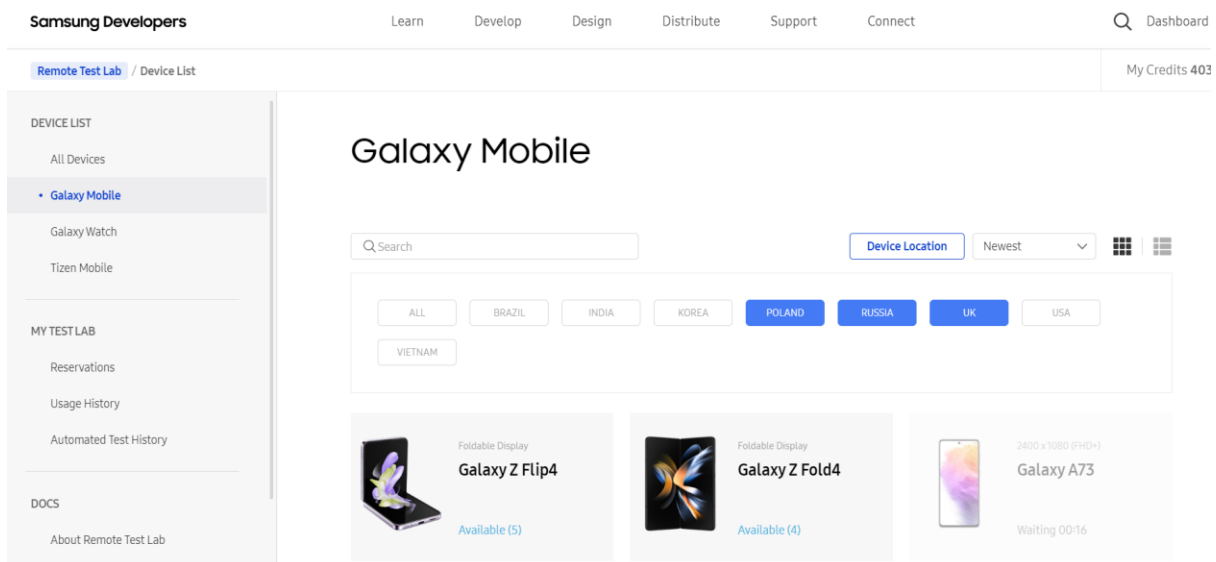 Samsung Developers
Learn Develop Design Distribute Support Connect
Dashboard
Remote Test Lab / Device List
My Credits 403
DEVICE LIST
All Devices
• Galaxy Mobile
Galaxy Watch
Tizen Mobile
MY TEST LAB
Reservations
Usage History
Automated Test History
DOCS
About Remote Test Lab
Galaxy Mobile
Search
Device Location
Newest
ALL BRAZIL INDIA KOREA POLAND RUSSIA UK USA
VIETNAM
Foldable Display
Galaxy Z Flip4
Available (5)
Foldable Display
Galaxy Z Fold4
Available (4)
2400 x 1080 (FHD+)
Galaxy A73
Waiting 00:16